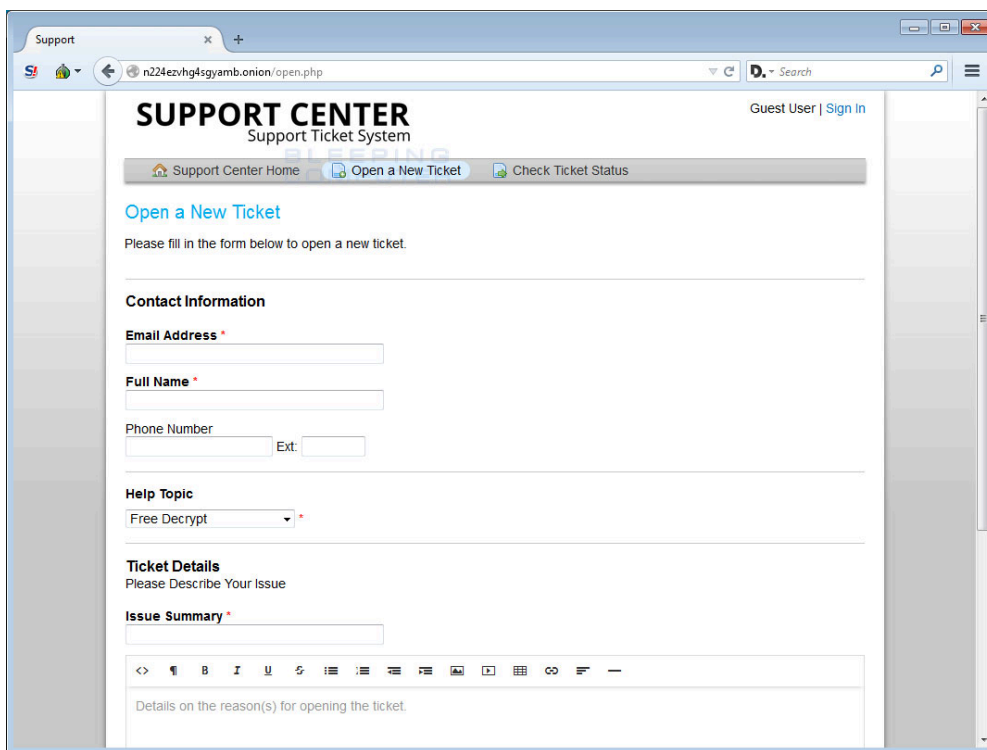 Support
n224ezvhg4sgyamb.onion/open.php
Search
SUPPORT CENTER
Support Ticket System
Guest User | Sign In
BLEEPING
Support Center Home
Open a New Ticket
Check Ticket Status
Open a New Ticket
Please fill in the form below to open a new ticket.
Contact Information
Email Address *
Full Name *
Phone Number
Ext:
Help Topic
Free Decrypt *
Ticket Details
Please Describe Your Issue
Issue Summary *
Details on the reason(s) for opening the ticket.